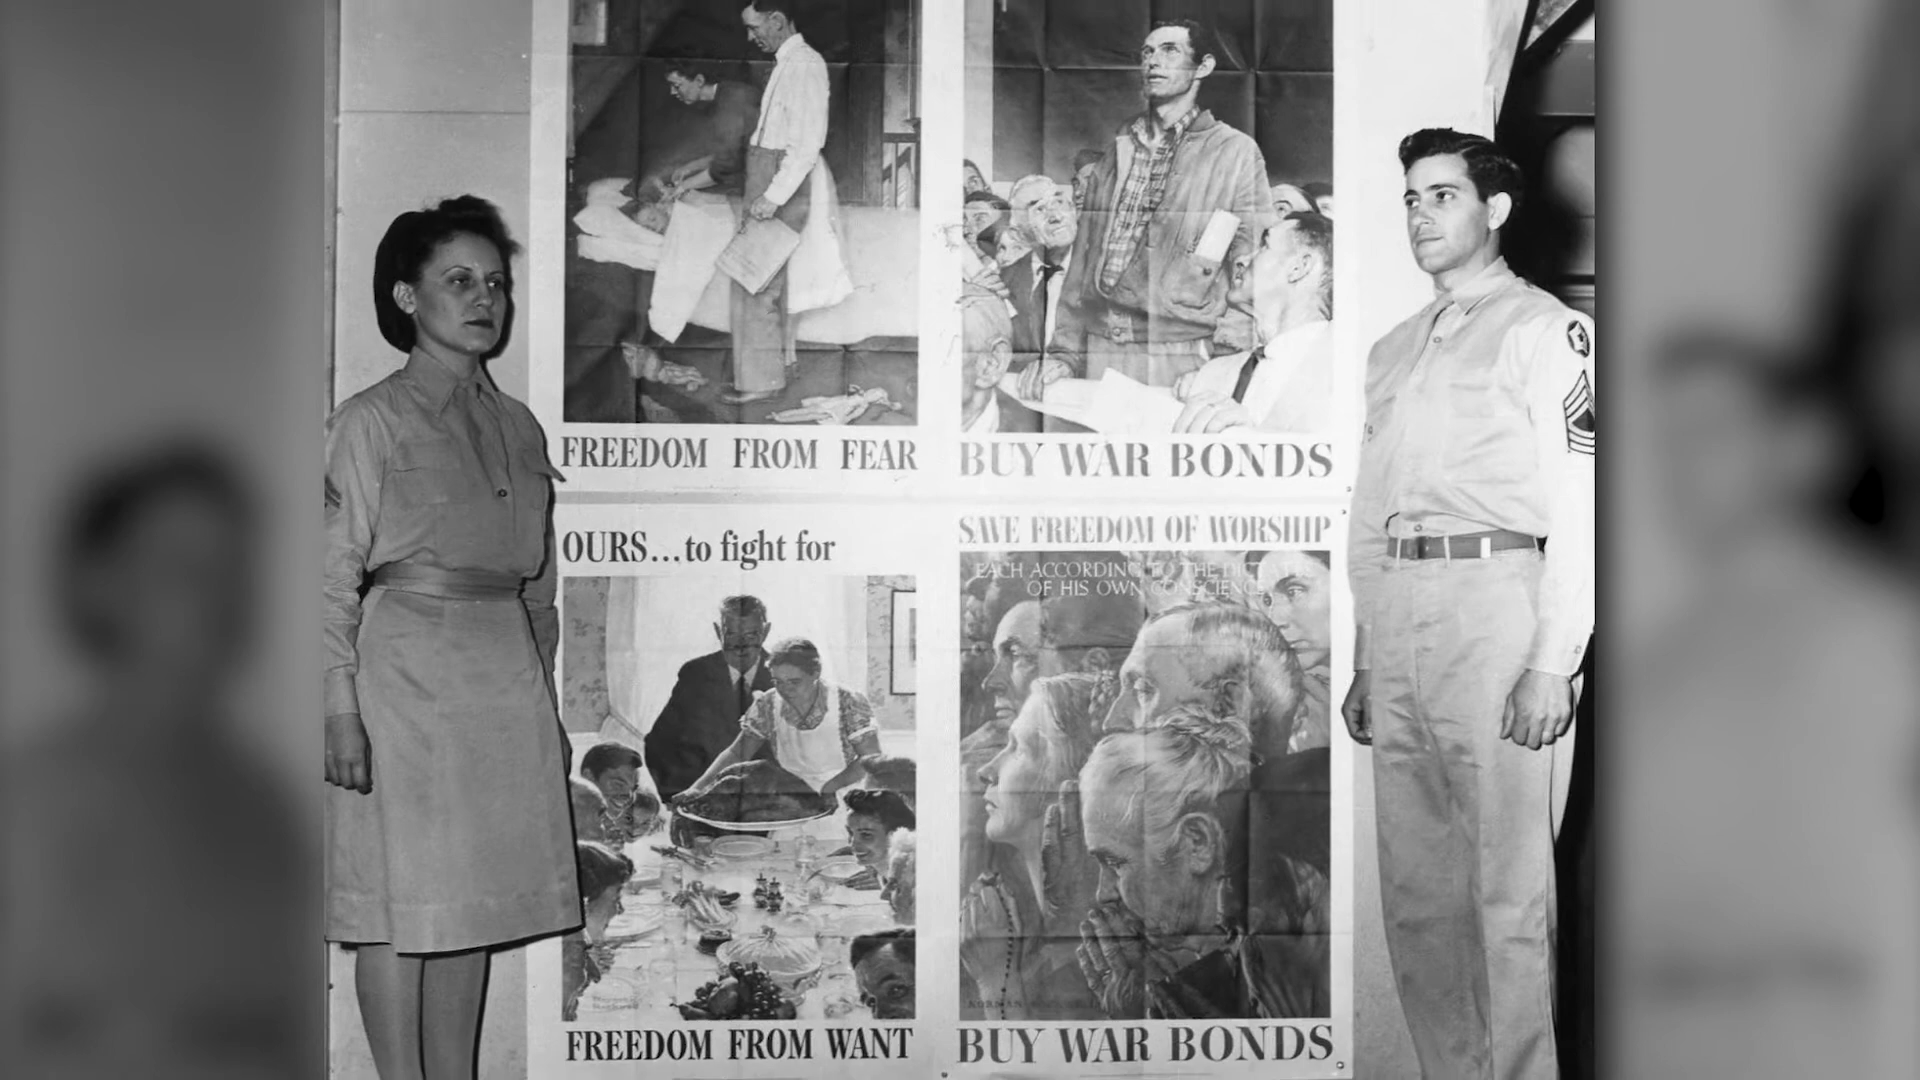 FREEDOM FROM FEAR
BUY WAR BONDS
OURS...to fight for
FREEDOM FROM WANT
SAVE FREEDOM OF WORSHIP
EACH ACCORDING TO THE DICTATES
OF HIS OWN CONSCIENCE
BUY WAR BONDS